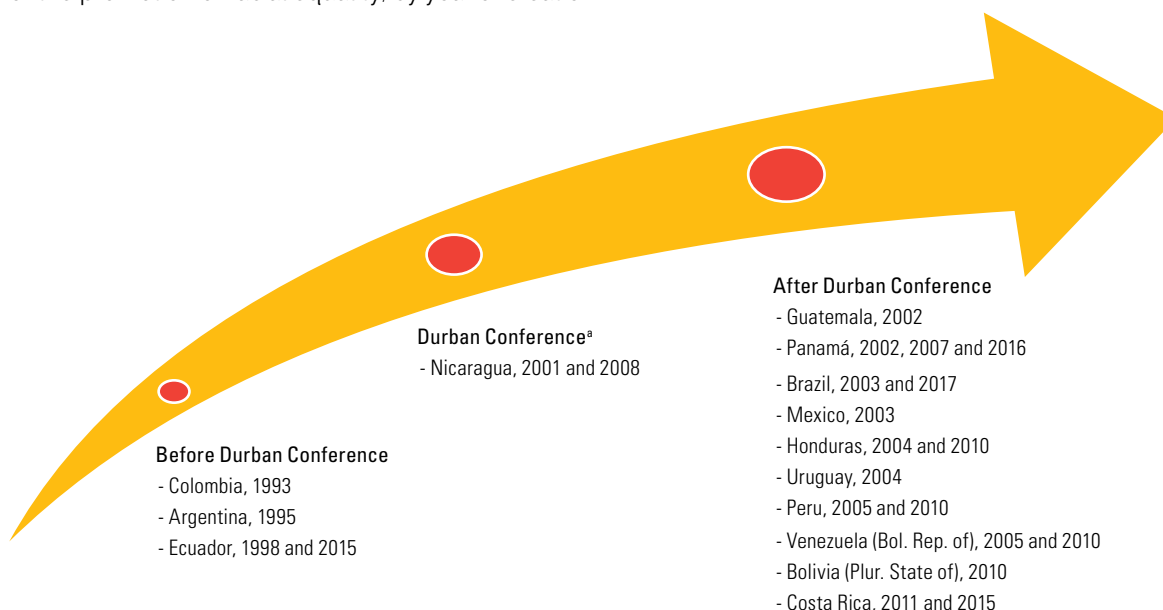 Before Durban Conference
- Colombia, 1993
- Argentina, 1995
- Ecuador, 1998 and 2015
Durban Conferenceª
- Nicaragua, 2001 and 2008
After Durban Conference
- Guatemala, 2002
- Panamá, 2002, 2007 and 2016
- Brazil, 2003 and 2017
- Mexico, 2003
- Honduras, 2004 and 2010
- Uruguay, 2004
- Peru, 2005 and 2010
- Venezuela (Bol. Rep. of), 2005 and 2010
- Bolivia (Plur. State of), 2010
- Costa Rica, 2011 and 2015